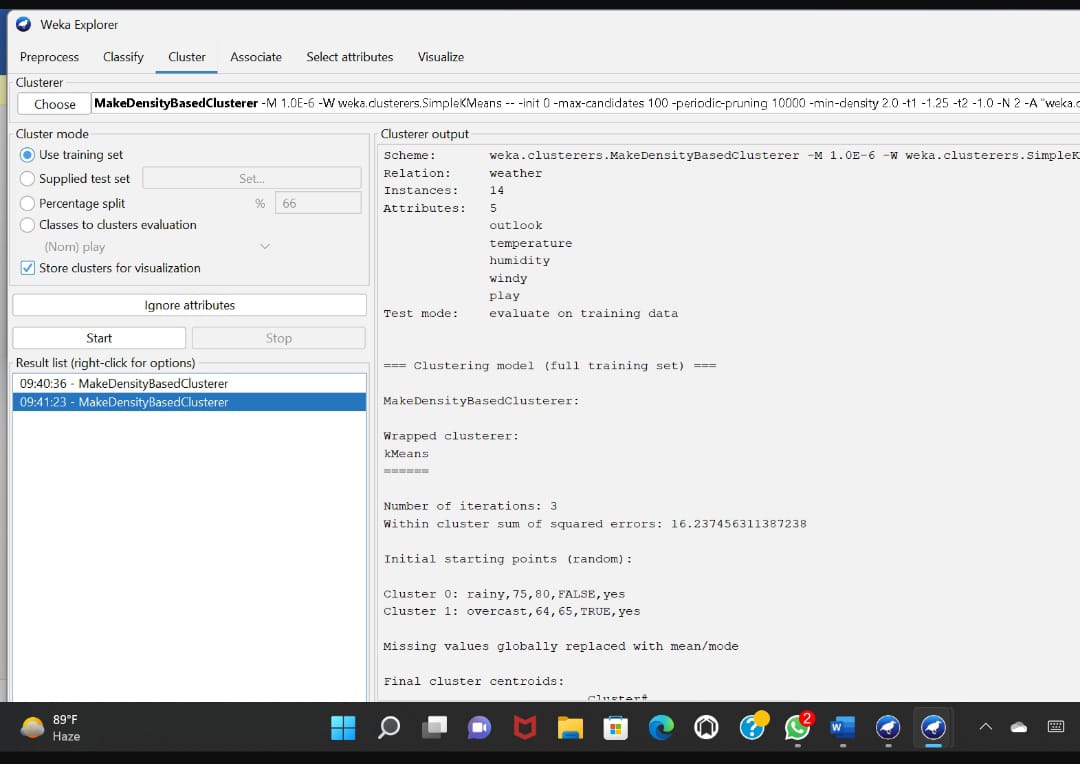 Weka Explorer
Preprocess Classify Cluster Associate Select attributes Visualize
Clusterer
Choose MakeDensityBasedClusterer -M 1.0E-6 -W weka.clusterers.SimpleKMeans -- -init 0 -max-candidates 100 -periodic-pruning 10000 -min-density 2.0 -t1 -1.25 -t2 -1.0 -N 2 -A "weka.c
Cluster mode
Use training set
Supplied test set Set...
Percentage split % 66
Classes to clusters evaluation
(Nom) play
Store clusters for visualization
Ignore attributes
Start Stop
Result list (right-click for options)
09:40:36 - MakeDensityBasedClusterer
09:41:23 - MakeDensityBasedClusterer
Clusterer output
Scheme: weka.clusterers.MakeDensityBasedClusterer -M 1.0E-6 -W weka.clusterers.SimpleK
Relation: weather
Instances: 14
Attributes: 5
outlook
temperature
humidity
windy
play
Test mode: evaluate on training data
=== Clustering model (full training set) ===
MakeDensityBasedClusterer:
Wrapped clusterer:
kMeans
======
Number of iterations: 3
Within cluster sum of squared errors: 16.237456311387238
Initial starting points (random):
Cluster 0: rainy,75,80,FALSE,yes
Cluster 1: overcast,64,65,TRUE,yes
Missing values globally replaced with mean/mode
Final cluster centroids:
Cluster#
89°F
Haze
2
W